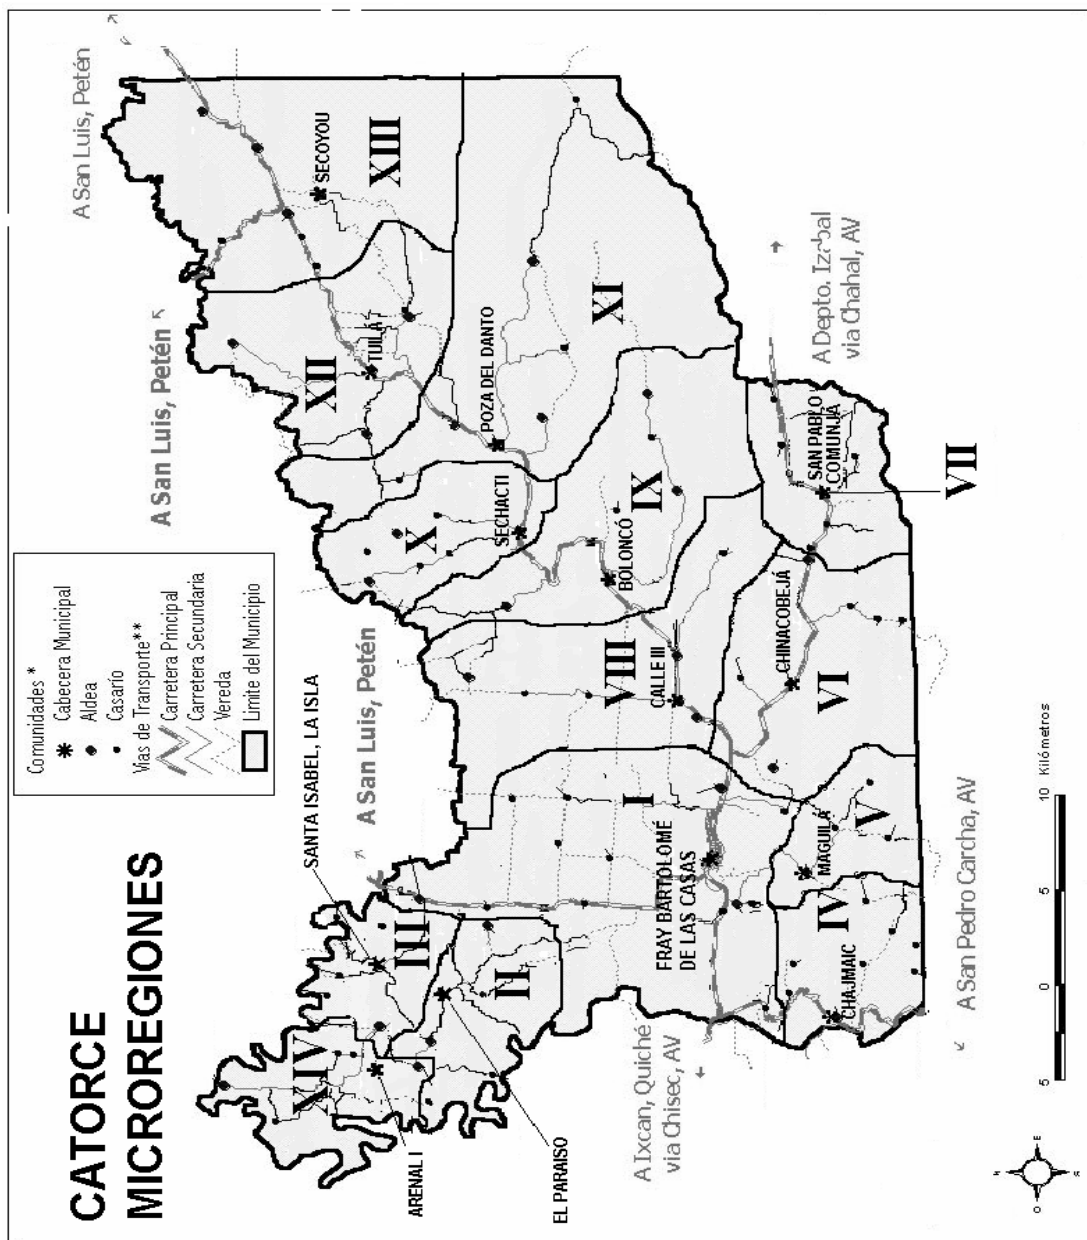 CATORCE
MICROREGIONES
Comunidades *
Cabecera Municipal
Aldea
Casarío
Vias de Transporte**
Carretera Principal
Carretera Secundaria
Vereda
Limite del Municipio
A San Luis, Petén
A San Luis, Petén
A San Luis, Petén
SANTA ISABEL, LA ISLA
ARENAL I
EL PARAISO
XIV
III
II
I
FRAY BARTOLOMÉ
DE LAS CASAS
A Ixcan, Quiché
via Chisec, AV
CHAJMAIC
IV
MAGUILÁ
V
VI
CHINACOBEJÁ
VIII
CALLE III
BOLONCÓ
IX
X
SECHACTI
POZA DEL DANTO
XI
XII
TUILÁ
XIII
SECOYOU
SAN PABLO
COMUNJÁ
VII
A Depto. Izabal
via Chahal, AV
A San Pedro Carcha, AV
5
0
5
10
Kilómetros
N
E
S
O